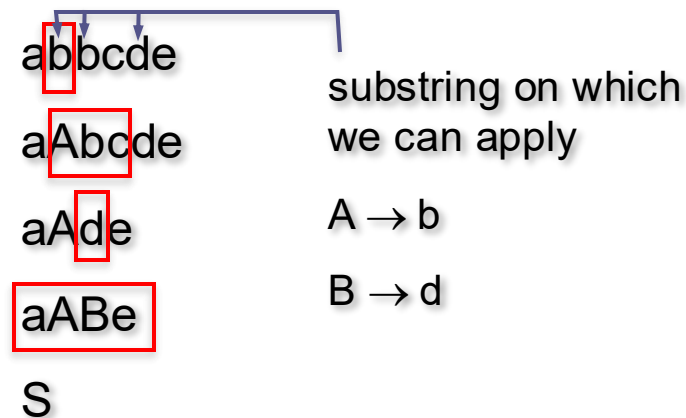 abbcde
aAbcde
aAde
aABe
S
substring on which
we can apply
A → b
B → d